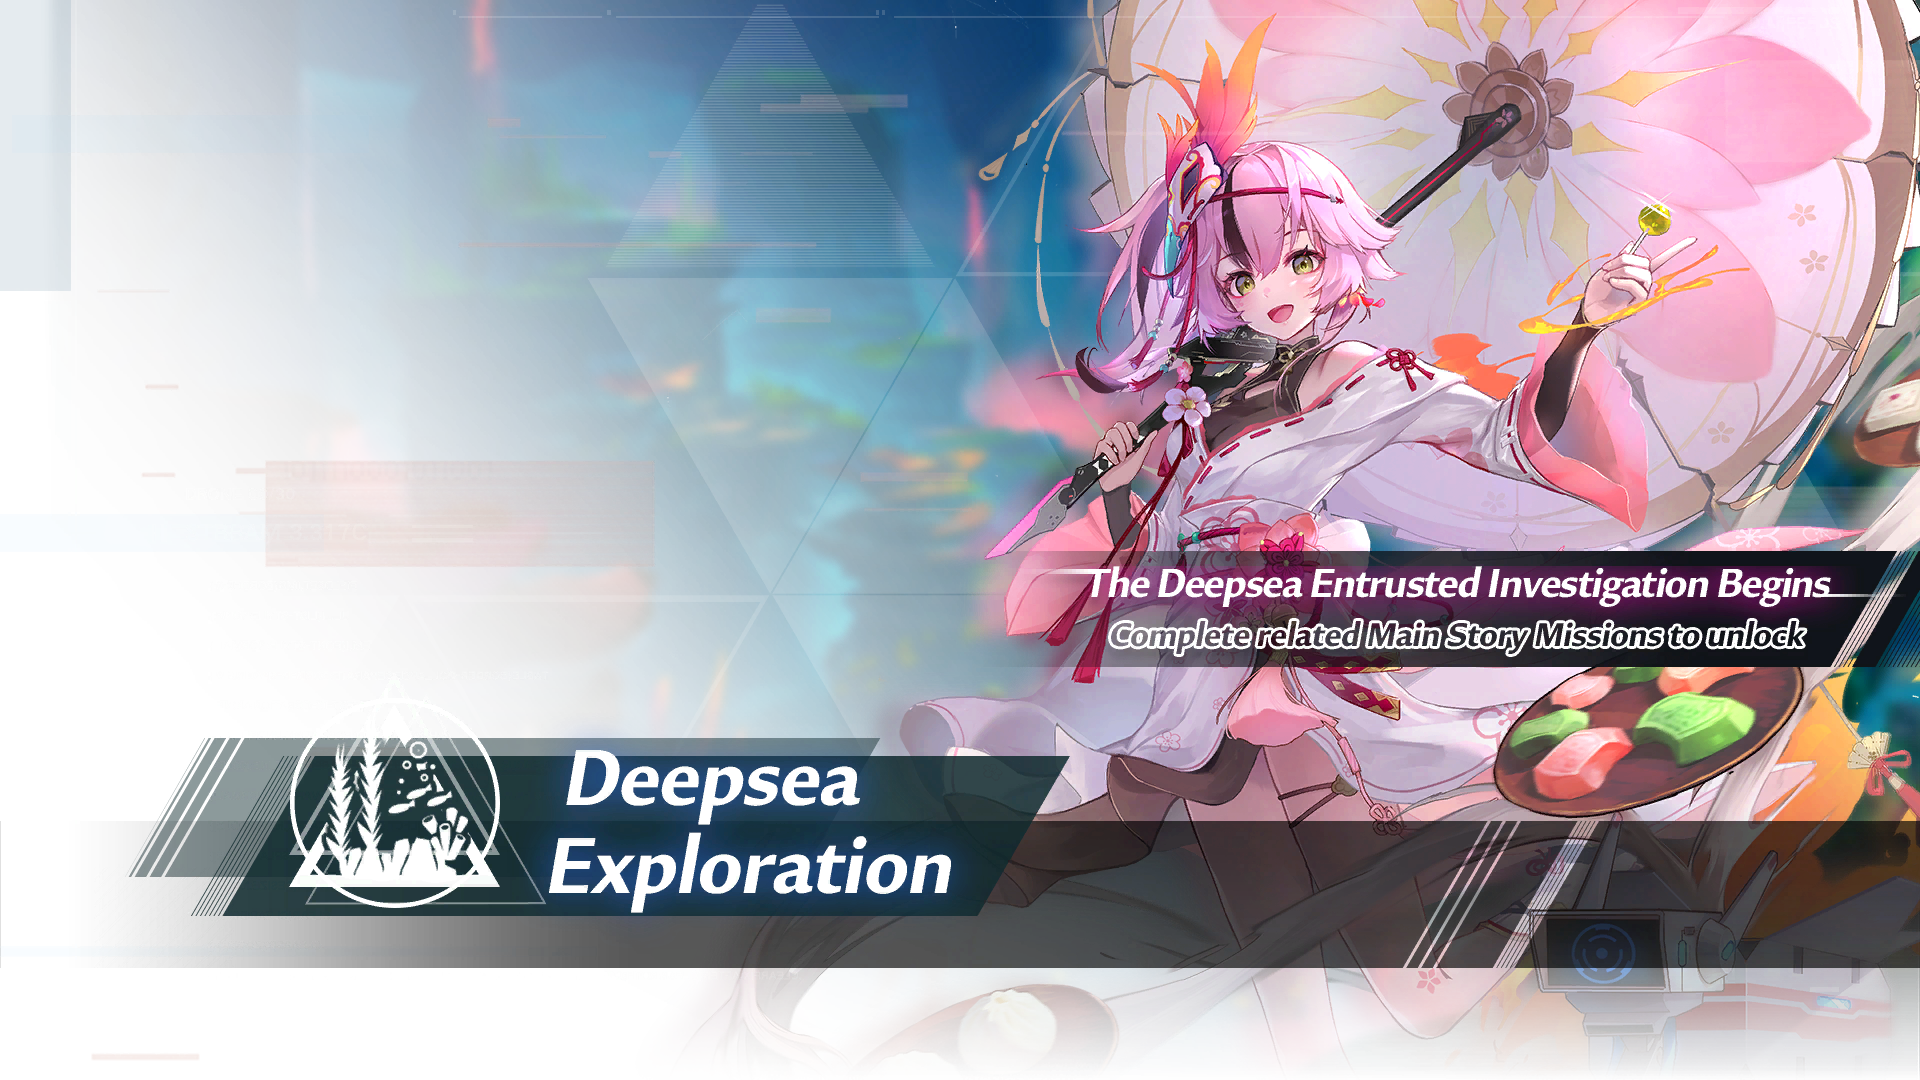 The Deepsea Entrusted Investigation Begins
Complete related Main Story Missions to unlock
Deepsea
Exploration